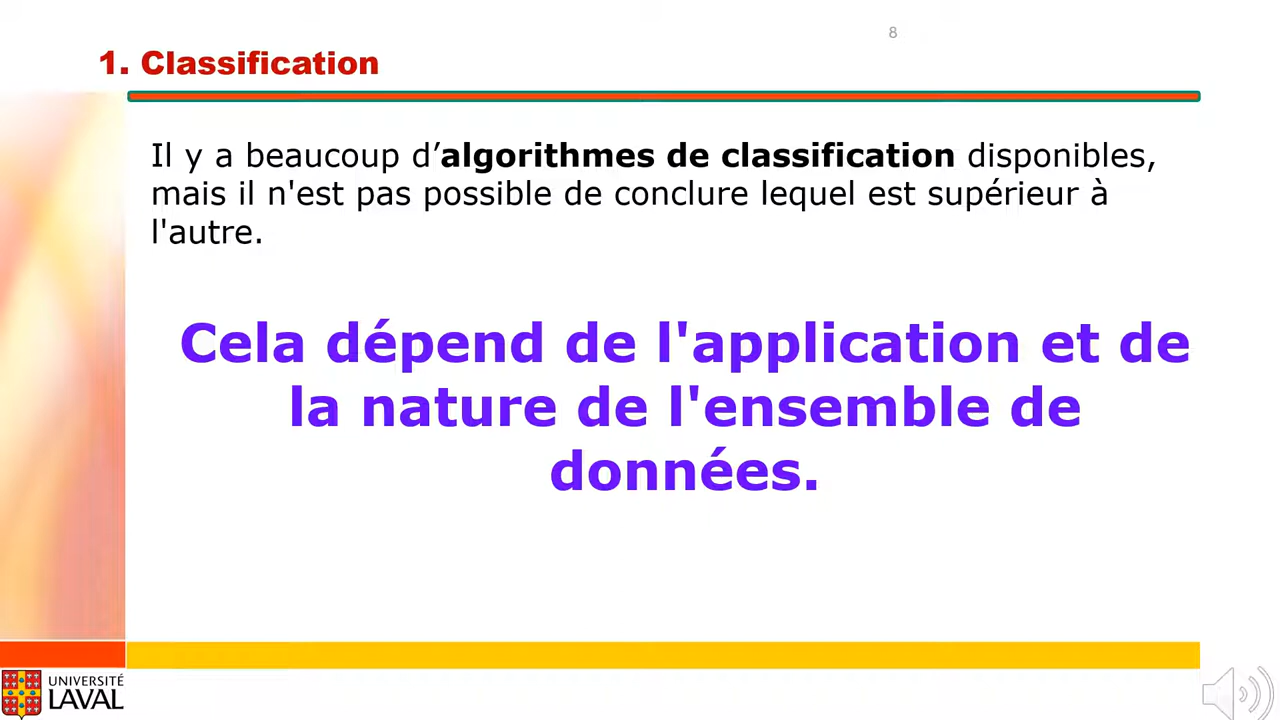 8
1. Classification
Il y a beaucoup d’algorithmes de classification disponibles,
mais il n'est pas possible de conclure lequel est supérieur à
l'autre.
Cela dépend de l'application et de
la nature de l'ensemble de
données.
UNIVERSITÉ
LAVAL